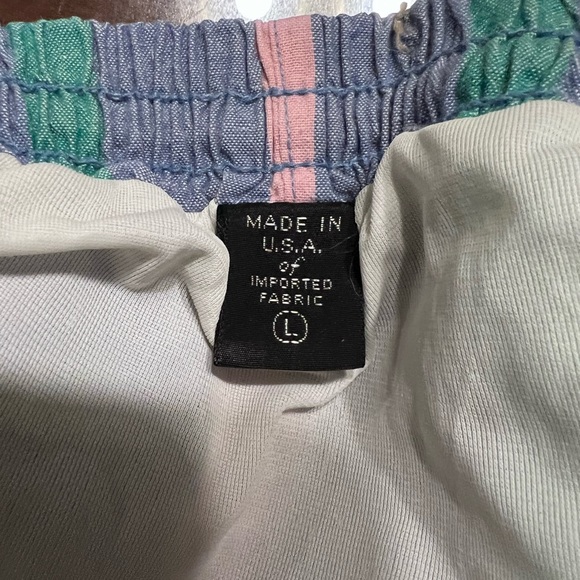 MADE IN
U.S.A.
of
IMPORTED
FABRIC
L